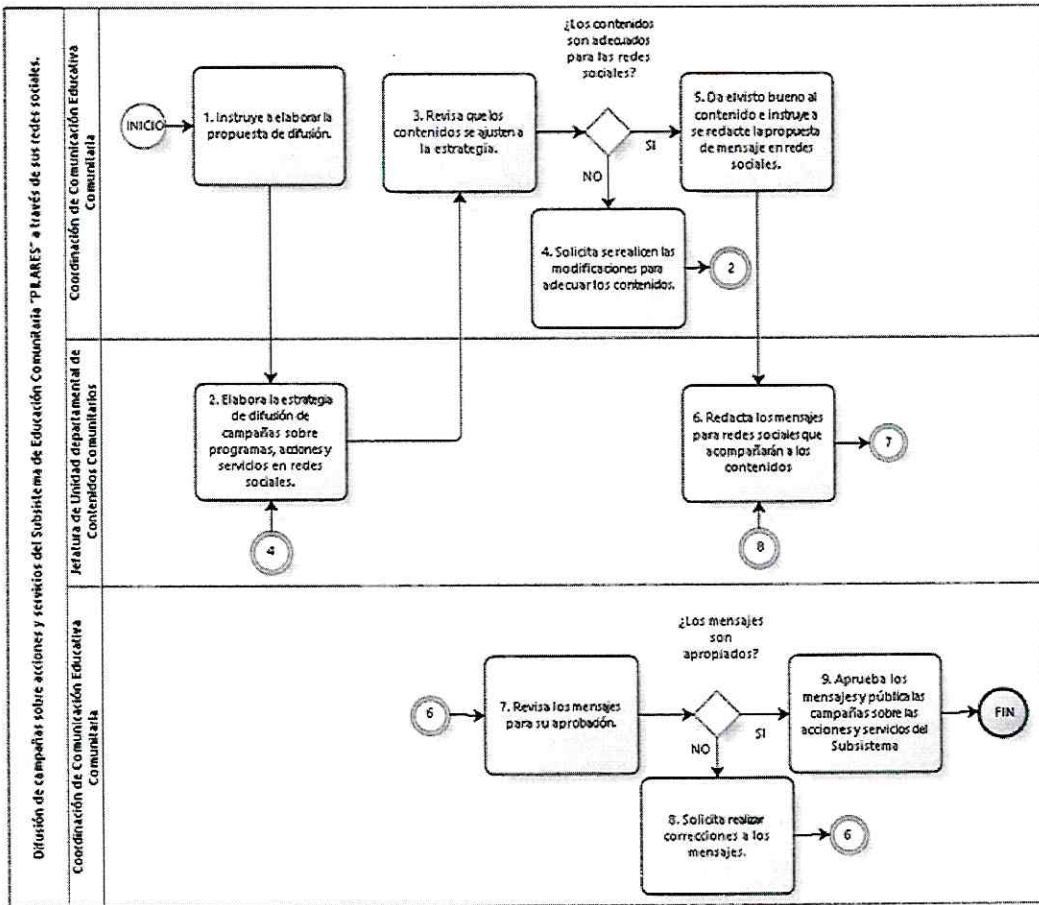 Difusión de campañas sobre acciones y servicios del Subsistema de Educación Comunitaria "PILARES" a través de sus redes sociales.
Coordinación de Comunicación Educativa
Comunitaria
INICIO
1. Instruye a elaborar la
propuesta de difusión.
3. Revisa que los
contenidos se ajusten a
la estrategia.
¿Los contenidos
son adecuados
para las redes
sociales?
SI
NO
5. Da el visto bueno al
contenido e instruye a
se redacte la propuesta
de mensaje en redes
sociales.
4. Solicita se realicen las
modificaciones para
adecuar los contenidos.
2
Jefatura de Unidad departamental de
Contenidos Comunitarios
2. Elabora la estrategia
de difusión de
campañas sobre
programas, acciones y
servicios en redes
sociales.
4
6. Redacta los mensajes
para redes sociales que
acompañarán a los
contenidos
7
8
Coordinación de Comunicación Educativa
Comunitaria
6
7. Revisa los mensajes
para su aprobación.
¿Los mensajes
son
apropiados?
SI
NO
9. Aprueba los
mensajes y pública las
campañas sobre las
acciones y servicios del
Subsistema
FIN
8. Solicita realizar
correcciones a los
mensajes.
6